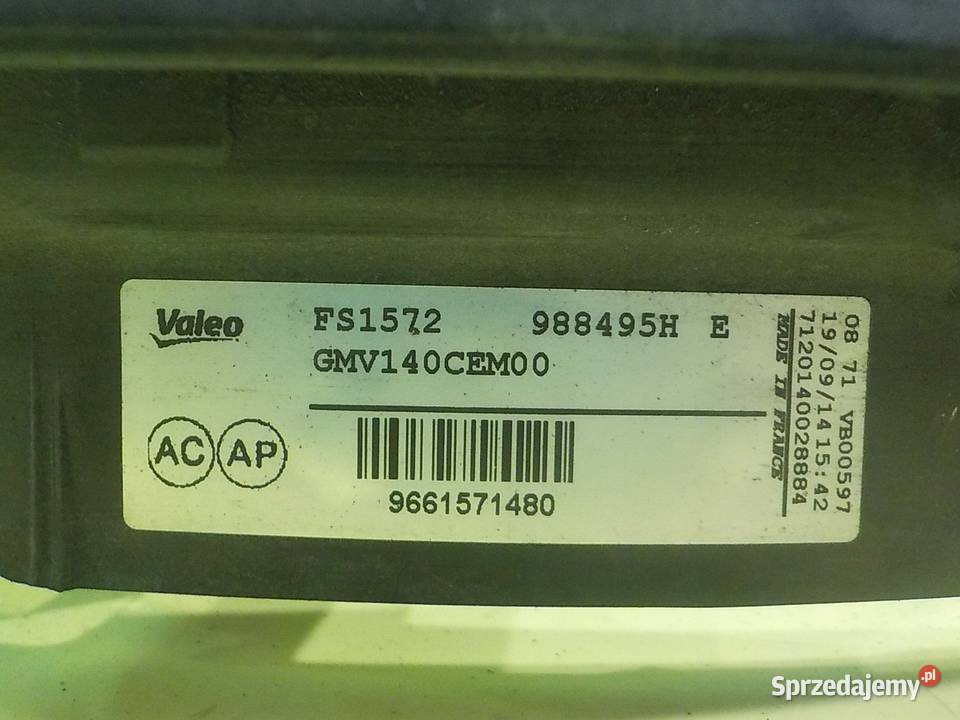 Valeo
FS1572 988495H E
GMV140CEM00
AC AP
9661571480
08 71 VB00597
19/09/14 15:42
7120140028884
MADE IN FRANCE
Sprzedajemy.pl